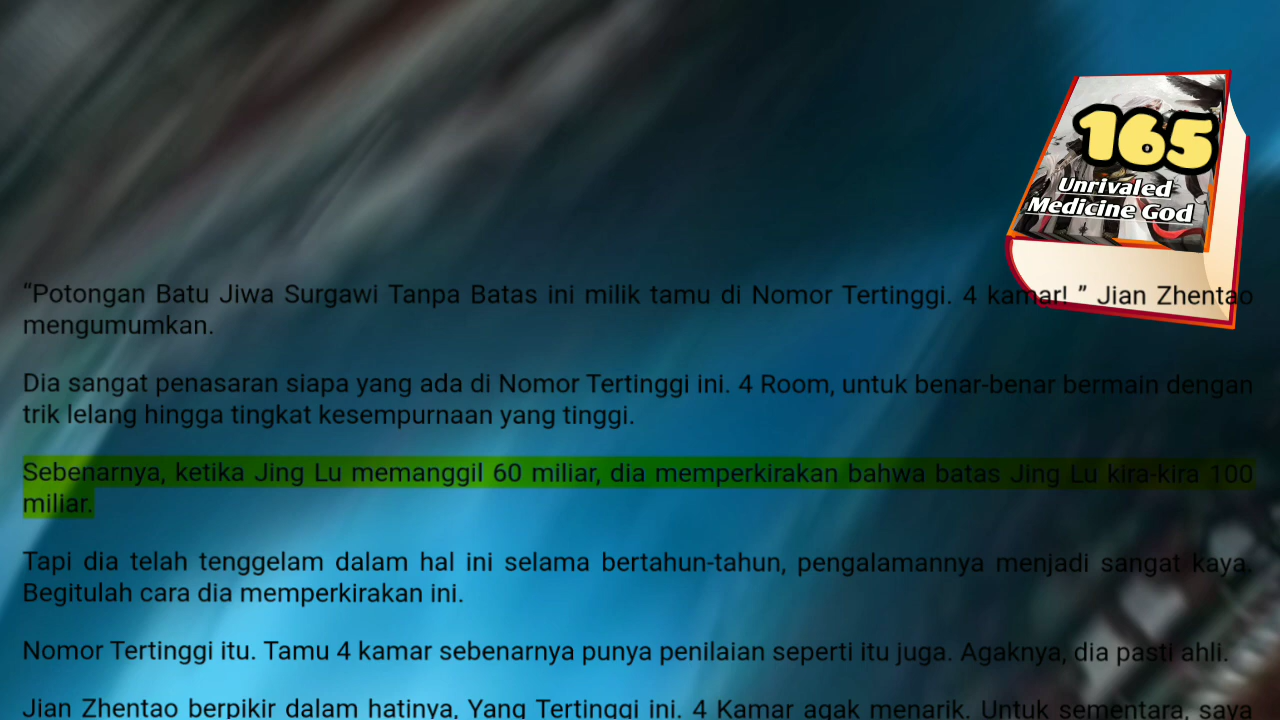 165
Unrivaled
Medicine God
“Potongan Batu Jiwa Surgawi Tanpa Batas ini milik tamu di Nomor Tertinggi. 4 kamar! ” Jian Zhentao
mengumumkan.
Dia sangat penasaran siapa yang ada di Nomor Tertinggi ini. 4 Room, untuk benar-benar bermain dengan
trik lelang hingga tingkat kesempurnaan yang tinggi.
Sebenarnya, ketika Jing Lu memanggil 60 miliar, dia memperkirakan bahwa batas Jing Lu kira-kira 100
miliar.
Tapi dia telah tenggelam dalam hal ini selama bertahun-tahun, pengalamannya menjadi sangat kaya.
Begitulah cara dia memperkirakan ini.
Nomor Tertinggi itu. Tamu 4 kamar sebenarnya punya penilaian seperti itu juga. Agaknya, dia pasti ahli.
Jian Zhentao berpikir dalam hatinya, Yang Tertinggi ini. 4 Kamar agak menarik. Untuk sementara, saya